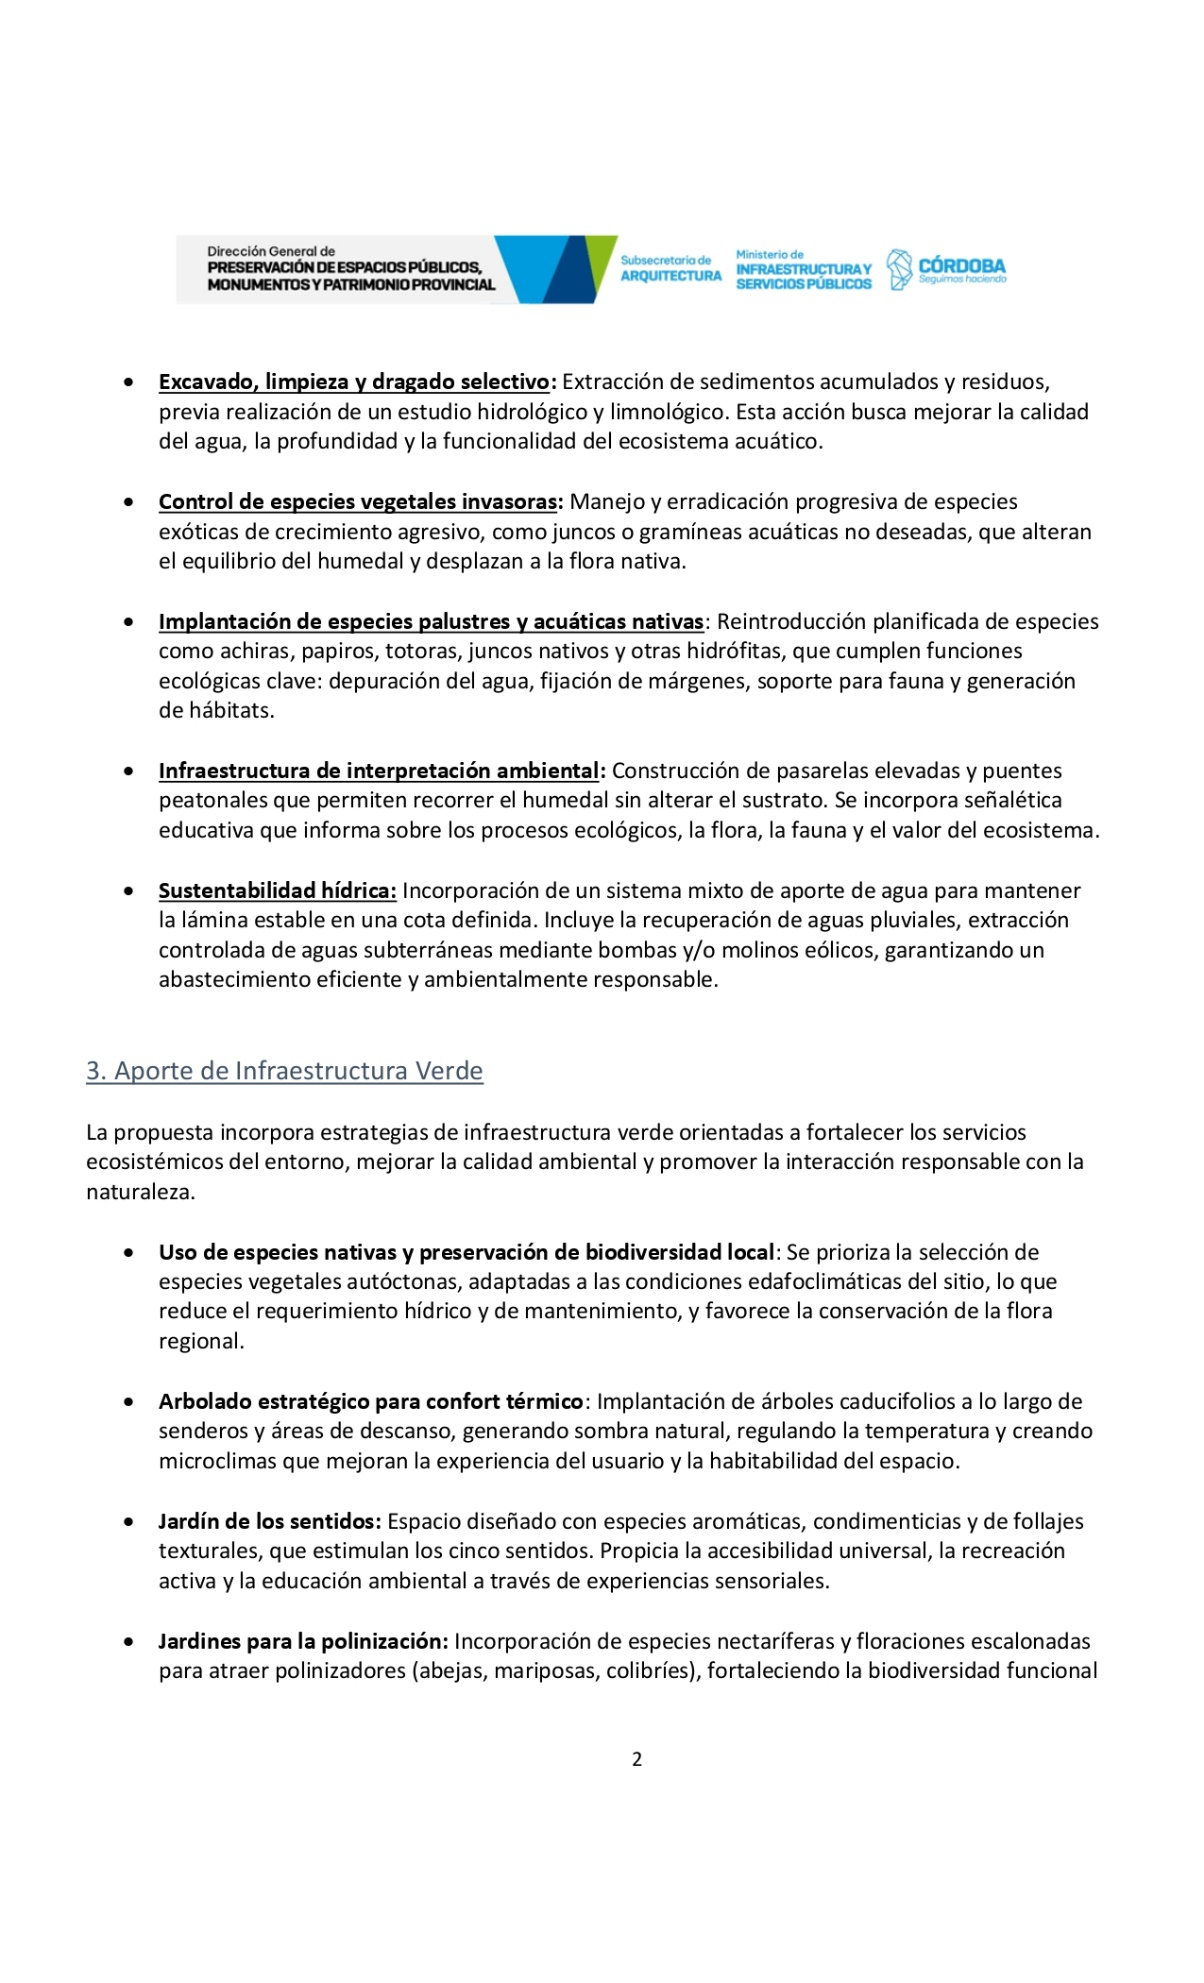 Dirección General de
PRESERVACIÓN DE ESPACIOS PÚBLICOS,
MONUMENTOS Y PATRIMONIO PROVINCIAL
Subsecretaria de
ARQUITECTURA
Ministerio de
INFRAESTRUCTURA Y
SERVICIOS PÚBLICOS
CÓRDOBA
Seguimos haciendo
• Excavado, limpieza y dragado selectivo: Extracción de sedimentos acumulados y residuos,
previa realización de un estudio hidrológico y limnológico. Esta acción busca mejorar la calidad
del agua, la profundidad y la funcionalidad del ecosistema acuático.
• Control de especies vegetales invasoras: Manejo y erradicación progresiva de especies
exóticas de crecimiento agresivo, como juncos o gramíneas acuáticas no deseadas, que alteran
el equilibrio del humedal y desplazan a la flora nativa.
• Implantación de especies palustres y acuáticas nativas: Reintroducción planificada de especies
como achiras, papiros, totoras, juncos nativos y otras hidrófitas, que cumplen funciones
ecológicas clave: depuración del agua, fijación de márgenes, soporte para fauna y generación
de hábitats.
• Infraestructura de interpretación ambiental: Construcción de pasarelas elevadas y puentes
peatonales que permiten recorrer el humedal sin alterar el sustrato. Se incorpora señalética
educativa que informa sobre los procesos ecológicos, la flora, la fauna y el valor del ecosistema.
• Sustentabilidad hídrica: Incorporación de un sistema mixto de aporte de agua para mantener
la lámina estable en una cota definida. Incluye la recuperación de aguas pluviales, extracción
controlada de aguas subterráneas mediante bombas y/o molinos eólicos, garantizando un
abastecimiento eficiente y ambientalmente responsable.
3. Aporte de Infraestructura Verde
La propuesta incorpora estrategias de infraestructura verde orientadas a fortalecer los servicios
ecosistémicos del entorno, mejorar la calidad ambiental y promover la interacción responsable con la
naturaleza.
• Uso de especies nativas y preservación de biodiversidad local: Se prioriza la selección de
especies vegetales autóctonas, adaptadas a las condiciones edafoclimáticas del sitio, lo que
reduce el requerimiento hídrico y de mantenimiento, y favorece la conservación de la flora
regional.
• Arbolado estratégico para confort térmico: Implantación de árboles caducifolios a lo largo de
senderos y áreas de descanso, generando sombra natural, regulando la temperatura y creando
microclimas que mejoran la experiencia del usuario y la habitabilidad del espacio.
• Jardín de los sentidos: Espacio diseñado con especies aromáticas, condimenticias y de follajes
texturales, que estimulan los cinco sentidos. Propicia la accesibilidad universal, la recreación
activa y la educación ambiental a través de experiencias sensoriales.
• Jardines para la polinización: Incorporación de especies nectaríferas y floraciones escalonadas
para atraer polinizadores (abejas, mariposas, colibríes), fortaleciendo la biodiversidad funcional
2